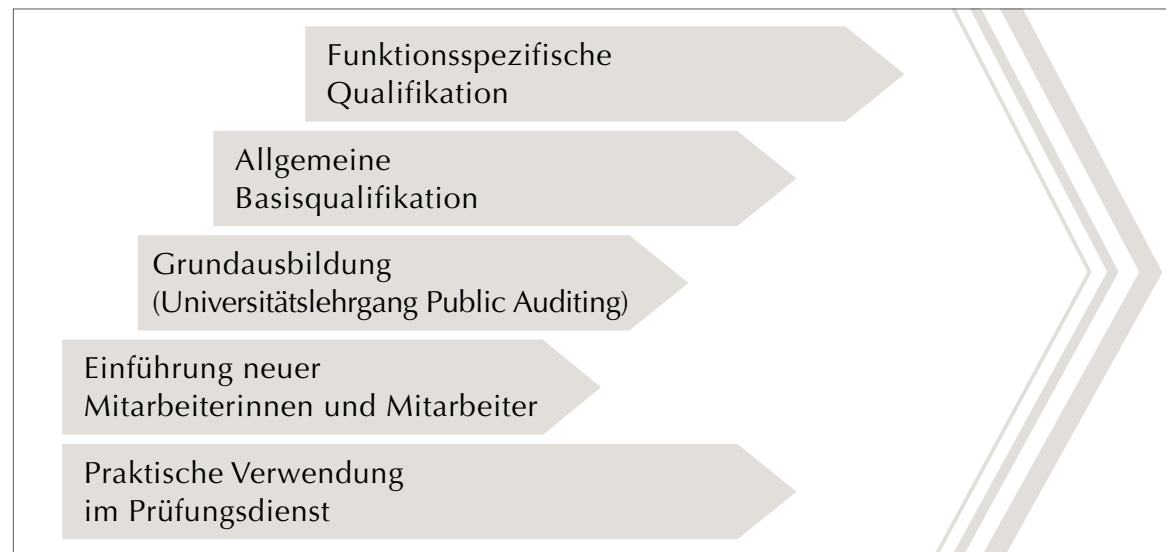 Funktionsspezifische
Qualifikation
Allgemeine
Basisqualifikation
Grundausbildung
(Universitätslehrgang Public Auditing)
Einführung neuer
Mitarbeiterinnen und Mitarbeiter
Praktische Verwendung
im Prüfungsdienst